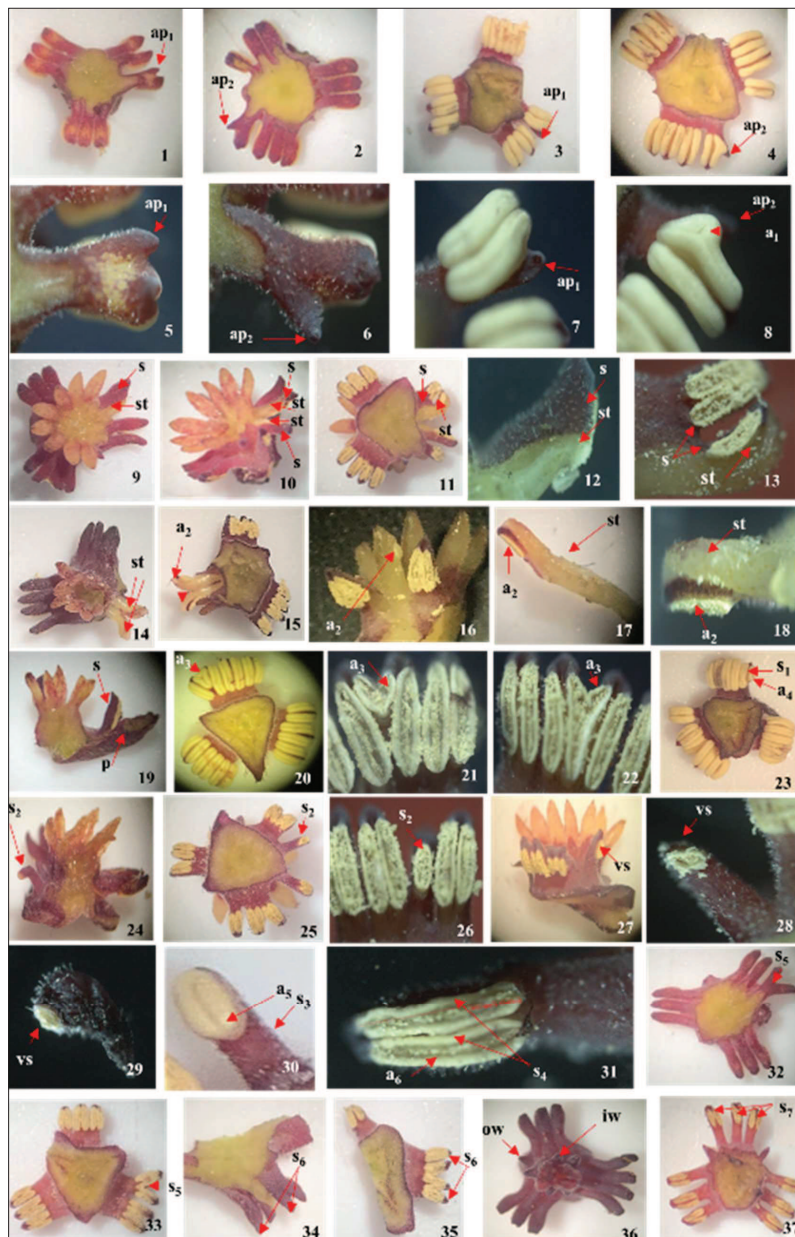 ap1
1
ap2
2
ap1
3
ap2
4
ap1
5
ap2
6
ap1
7
ap2
a1
8
s
st
9
s
st
st
s
10
s
st
11
s
st
12
s
st
13
st
14
a2
15
a2
16
st
a2
17
st
a2
18
s
p
19
a3
20
a3
21
a3
22
s1
a4
23
s2
24
s2
25
s2
26
vs
27
vs
28
vs
29
a5
s3
30
a6
s4
31
s5
32
s5
33
s6
34
s6
35
ow
iw
36
s7
37